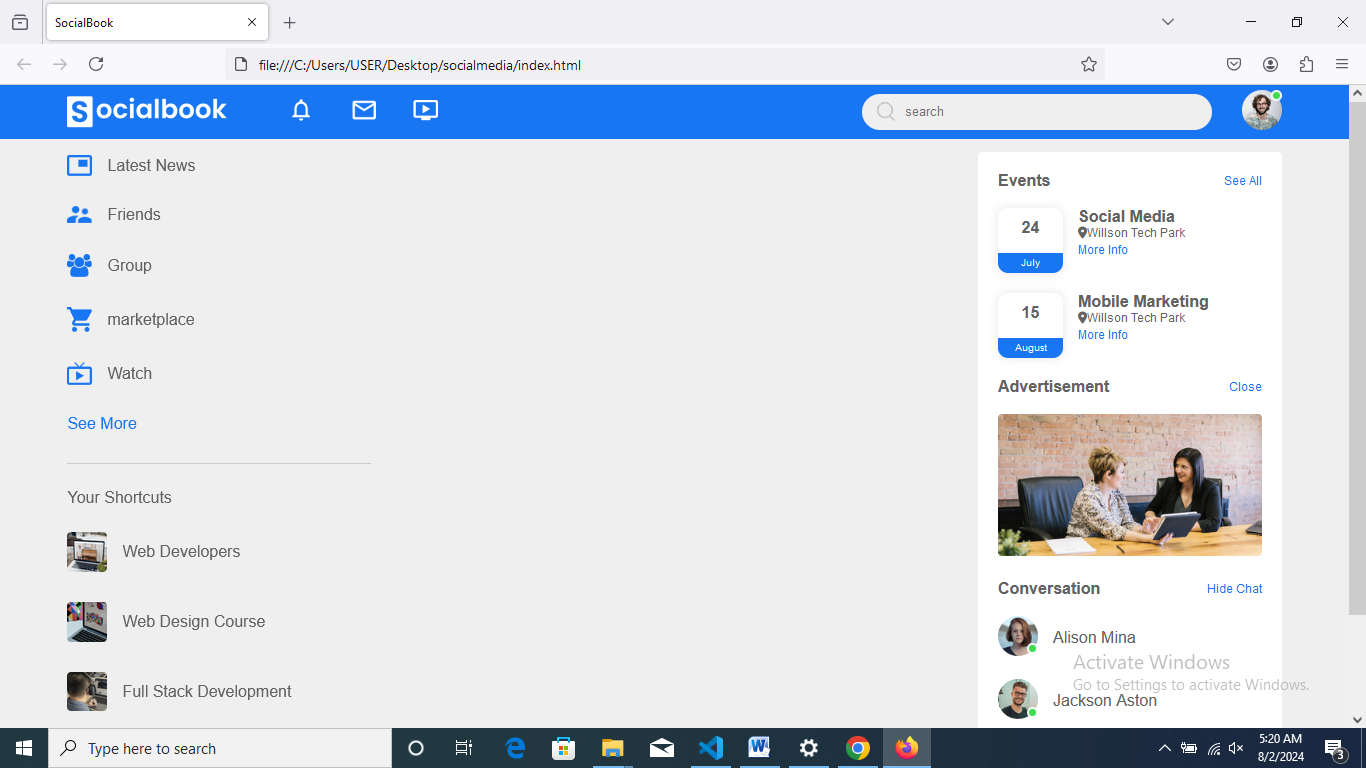 SocialBook
file:///C:/Users/USER/Desktop/socialmedia/index.html
Socialbook
search
Latest News
Friends
Group
marketplace
Watch
See More
Your Shortcuts
Web Developers
Web Design Course
Full Stack Development
Events
See All
24
July
Social Media
Willson Tech Park
More Info
15
August
Mobile Marketing
Willson Tech Park
More Info
Advertisement
Close
Conversation
Hide Chat
Alison Mina
Jackson Aston
Activate Windows
Go to Settings to activate Windows.
Type here to search
5:20 AM
8/2/2024
3